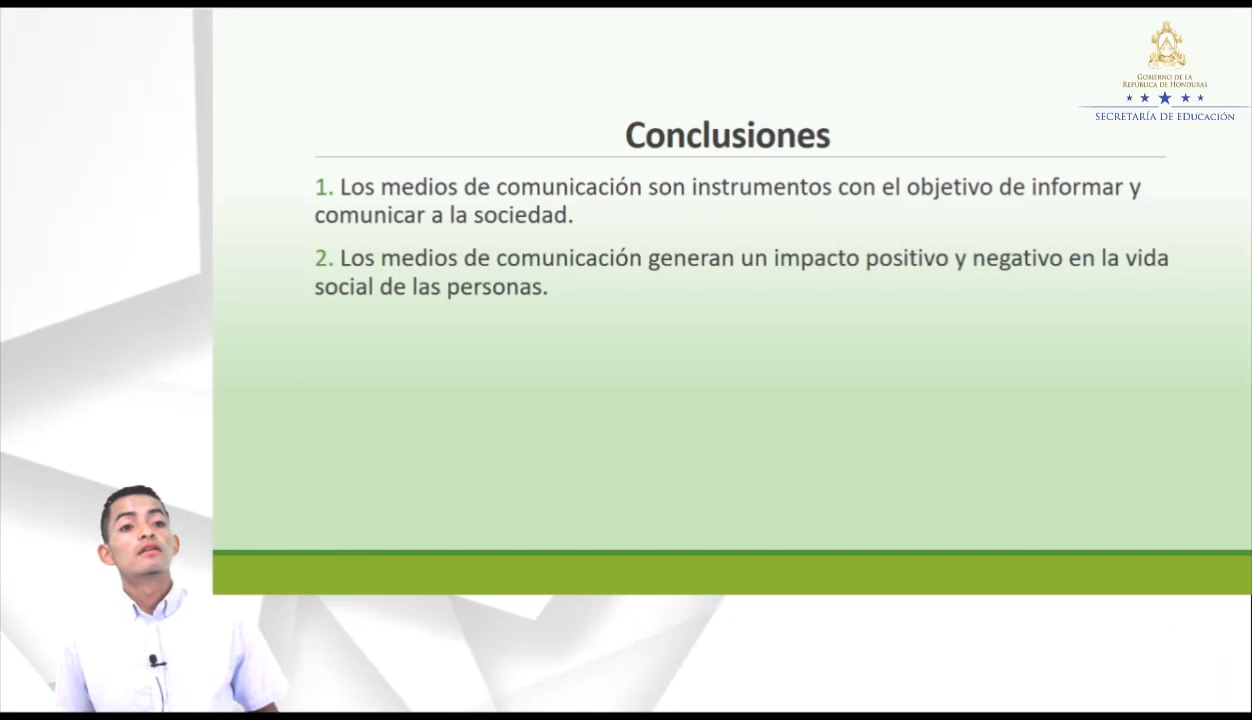 GOBIERNO DE LA
REPÚBLICA DE HONDURAS
SECRETARÍA DE EDUCACIÓN
Conclusiones
1. Los medios de comunicación son instrumentos con el objetivo de informar y
comunicar a la sociedad.
2. Los medios de comunicación generan un impacto positivo y negativo en la vida
social de las personas.